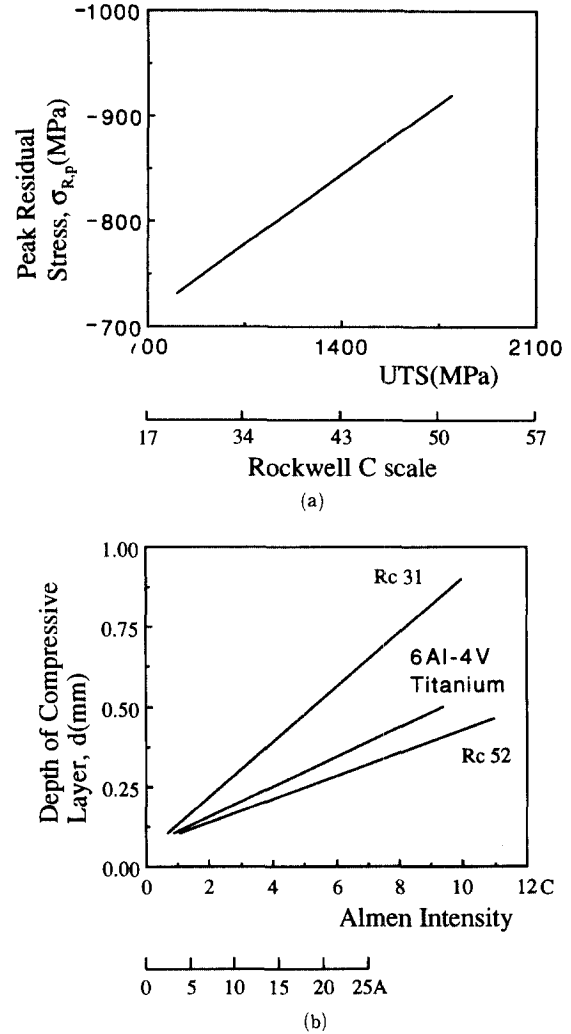 -1000
-900
-800
-700
Peak Residual
Stress, σR,p(MPa)
700 1400 2100
UTS(MPa)
17 34 43 50 57
Rockwell C scale
(a)
1.00
0.75
0.50
0.25
0.00
Depth of Compressive
Layer, d(mm)
Rc 31
6Al-4V
Titanium
Rc 52
0 2 4 6 8 10 12C
Almen Intensity
0 5 10 15 20 25A
(b)